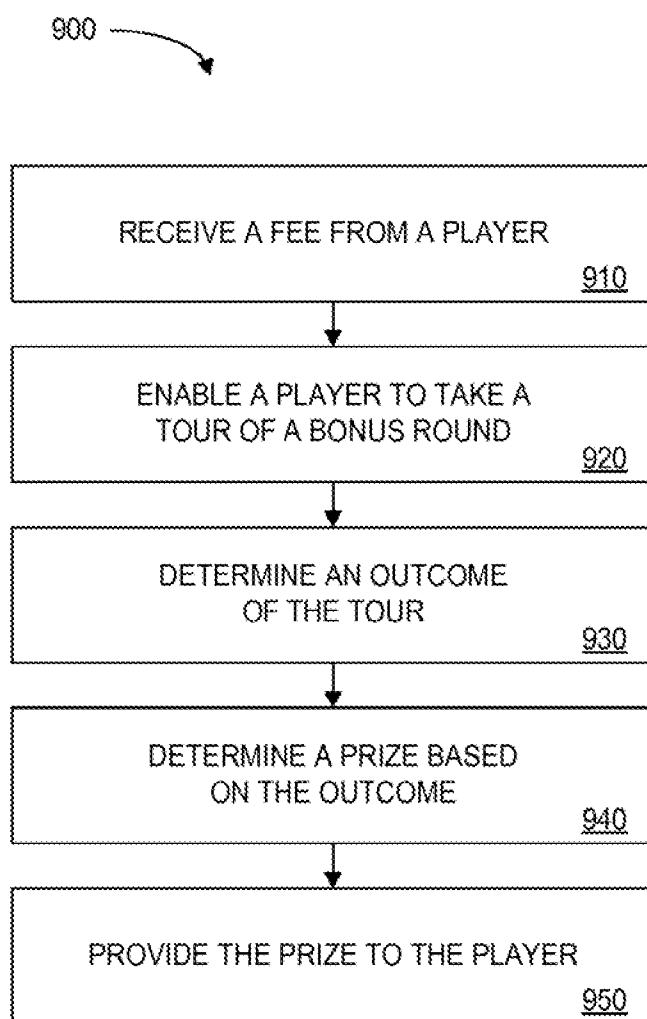 900
RECEIVE A FEE FROM A PLAYER
910
ENABLE A PLAYER TO TAKE A
TOUR OF A BONUS ROUND
920
DETERMINE AN OUTCOME
OF THE TOUR
930
DETERMINE A PRIZE BASED
ON THE OUTCOME
940
PROVIDE THE PRIZE TO THE PLAYER
950